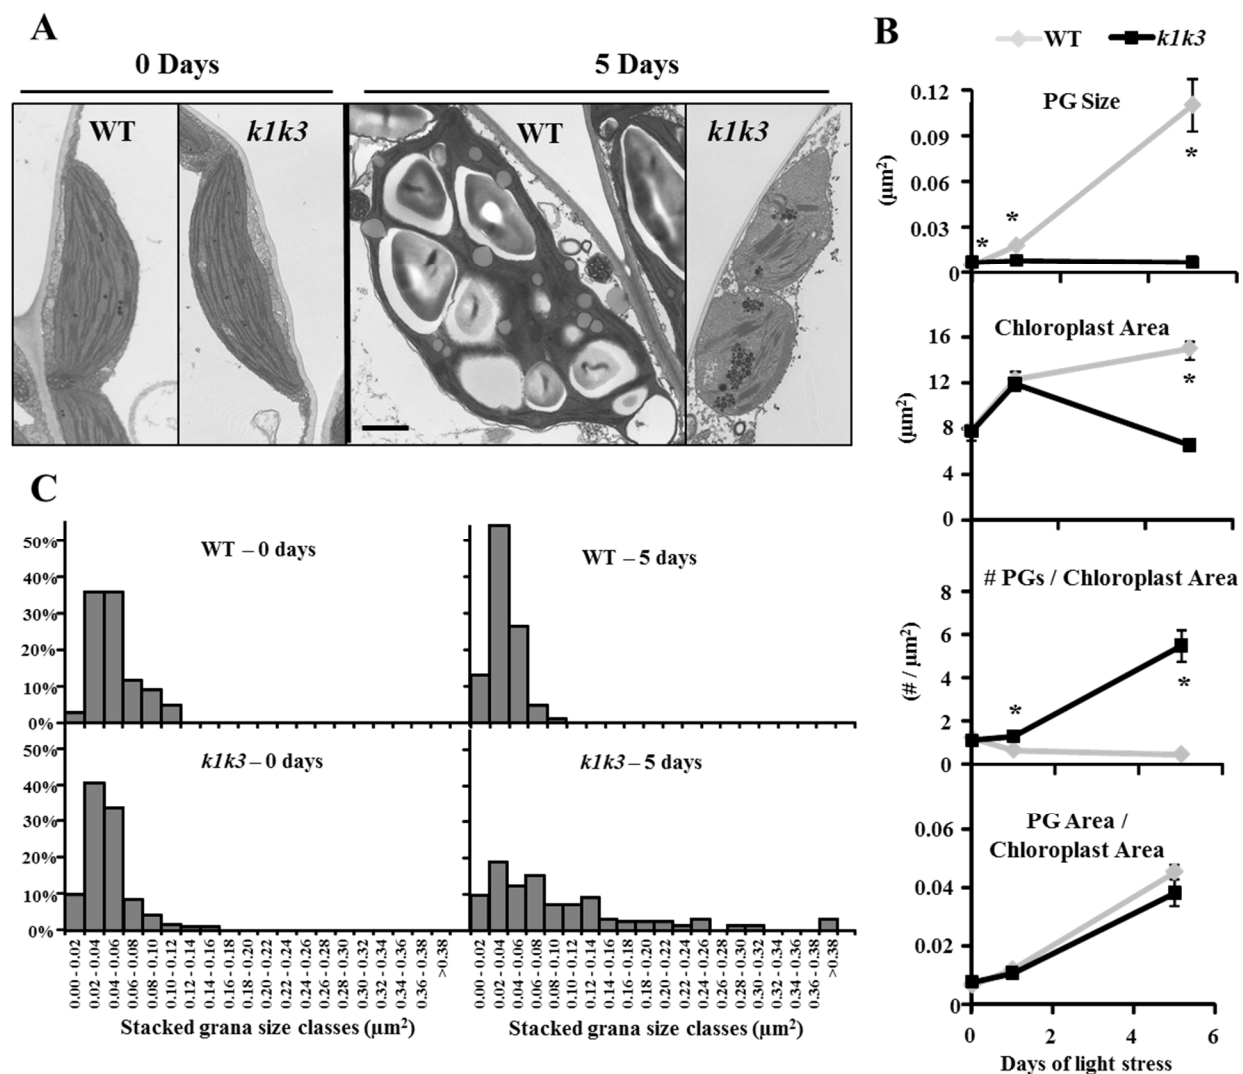 A
0 Days
5 Days
WT
k1k3
WT
k1k3
B
WT
k1k3
PG Size
0.12
0.09
0.06
0.03
0
(µm²)
*
*
*
Chloroplast Area
16
12
8
4
0
(µm²)
*
# PGs / Chloroplast Area
8
6
4
2
0
(# / µm²)
*
*
PG Area /
Chloroplast Area
0.06
0.04
0.02
0
0
2
4
6
Days of light stress
C
WT – 0 days
50%
40%
30%
20%
10%
0%
WT – 5 days
k1k3 – 0 days
50%
40%
30%
20%
10%
0%
k1k3 – 5 days
0.00 - 0.02
0.02 - 0.04
0.04 - 0.06
0.06 - 0.08
0.08 - 0.10
0.10 - 0.12
0.12 - 0.14
0.14 - 0.16
0.16 - 0.18
0.18 - 0.20
0.20 - 0.22
0.22 - 0.24
0.24 - 0.26
0.26 - 0.28
0.28 - 0.30
0.30 - 0.32
0.32 - 0.34
0.34 - 0.36
0.36 - 0.38
>0.38
Stacked grana size classes (µm²)
0.00 - 0.02
0.02 - 0.04
0.04 - 0.06
0.06 - 0.08
0.08 - 0.10
0.10 - 0.12
0.12 - 0.14
0.14 - 0.16
0.16 - 0.18
0.18 - 0.20
0.20 - 0.22
0.22 - 0.24
0.24 - 0.26
0.26 - 0.28
0.28 - 0.30
0.30 - 0.32
0.32 - 0.34
0.34 - 0.36
0.36 - 0.38
>0.38
Stacked grana size classes (µm²)